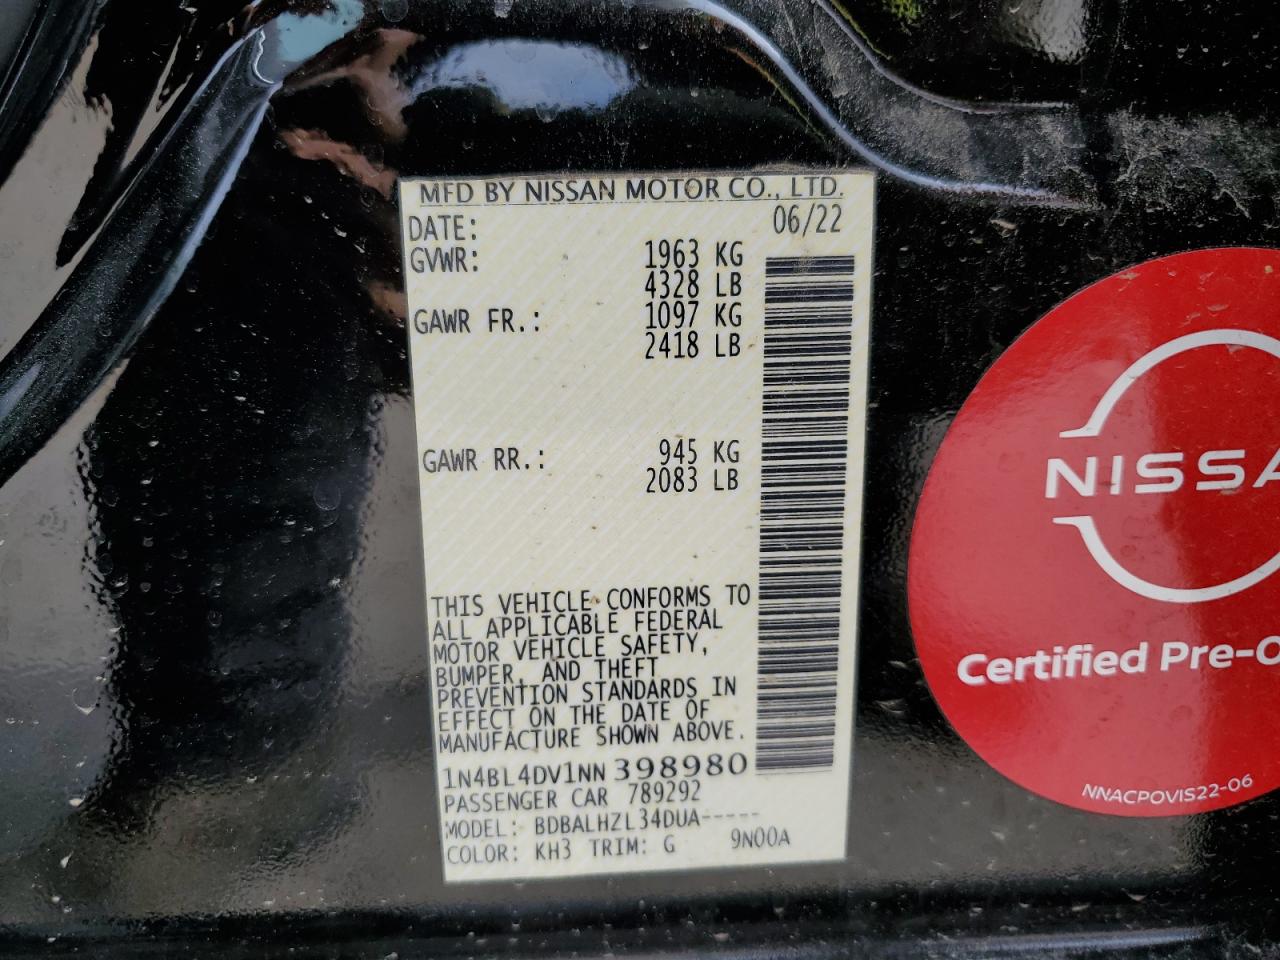 MFD BY NISSAN MOTOR CO., LTD.
DATE: 06/22
GVWR: 1963 KG
4328 LB
GAWR FR.: 1097 KG
2418 LB
GAWR RR.: 945 KG
2083 LB
THIS VEHICLE CONFORMS TO
ALL APPLICABLE FEDERAL
MOTOR VEHICLE SAFETY,
BUMPER, AND THEFT
PREVENTION STANDARDS IN
EFFECT ON THE DATE OF
MANUFACTURE SHOWN ABOVE.
1N4BL4DV1NN 398980
PASSENGER CAR 789292
MODEL: BDBALHZL34DUA-----
COLOR: KH3 TRIM: G 9N00A
NISSA
Certified Pre-O
NNACPOVIS22-06